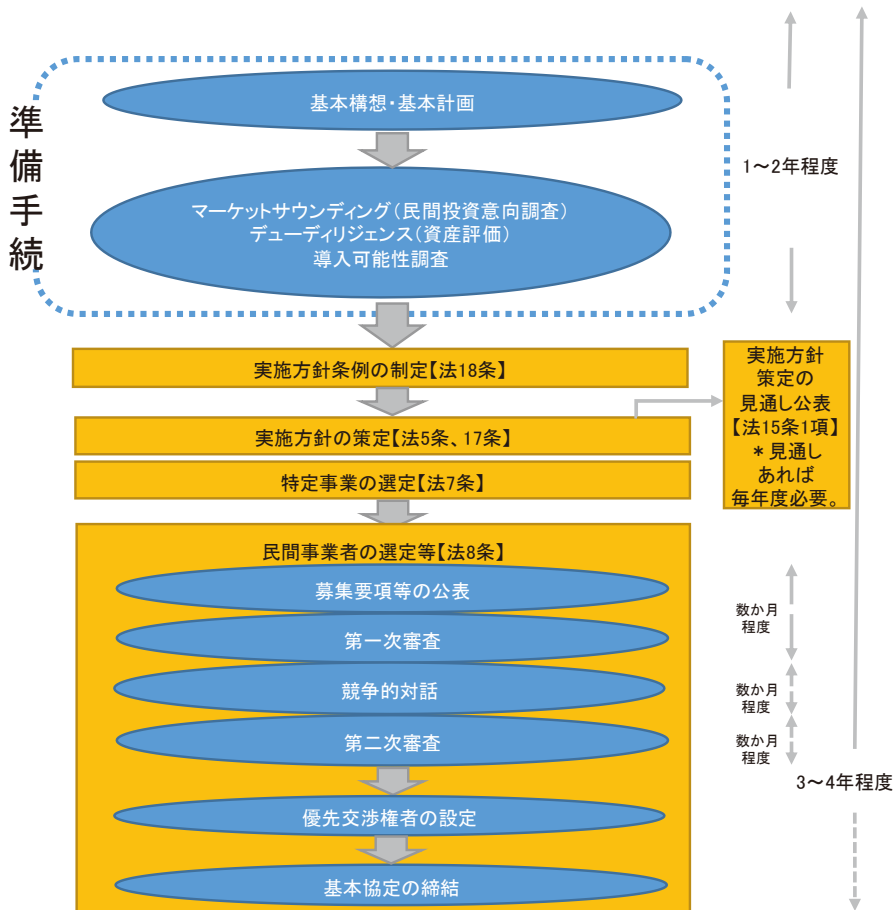 準備手続
基本構想・基本計画
マーケットサウンディング（民間投資意向調査）
デューディリジェンス（資産評価）
導入可能性調査
1～2年程度
実施方針条例の制定【法18条】
実施方針の策定【法5条、17条】
実施方針
策定の
見通し公表
【法15条1項】
＊見通し
あれば
毎年度必要。
特定事業の選定【法7条】
民間事業者の選定等【法8条】
募集要項等の公表
第一次審査
数か月
程度
競争的対話
数か月
程度
第二次審査
数か月
程度
3～4年程度
優先交渉権者の設定
基本協定の締結